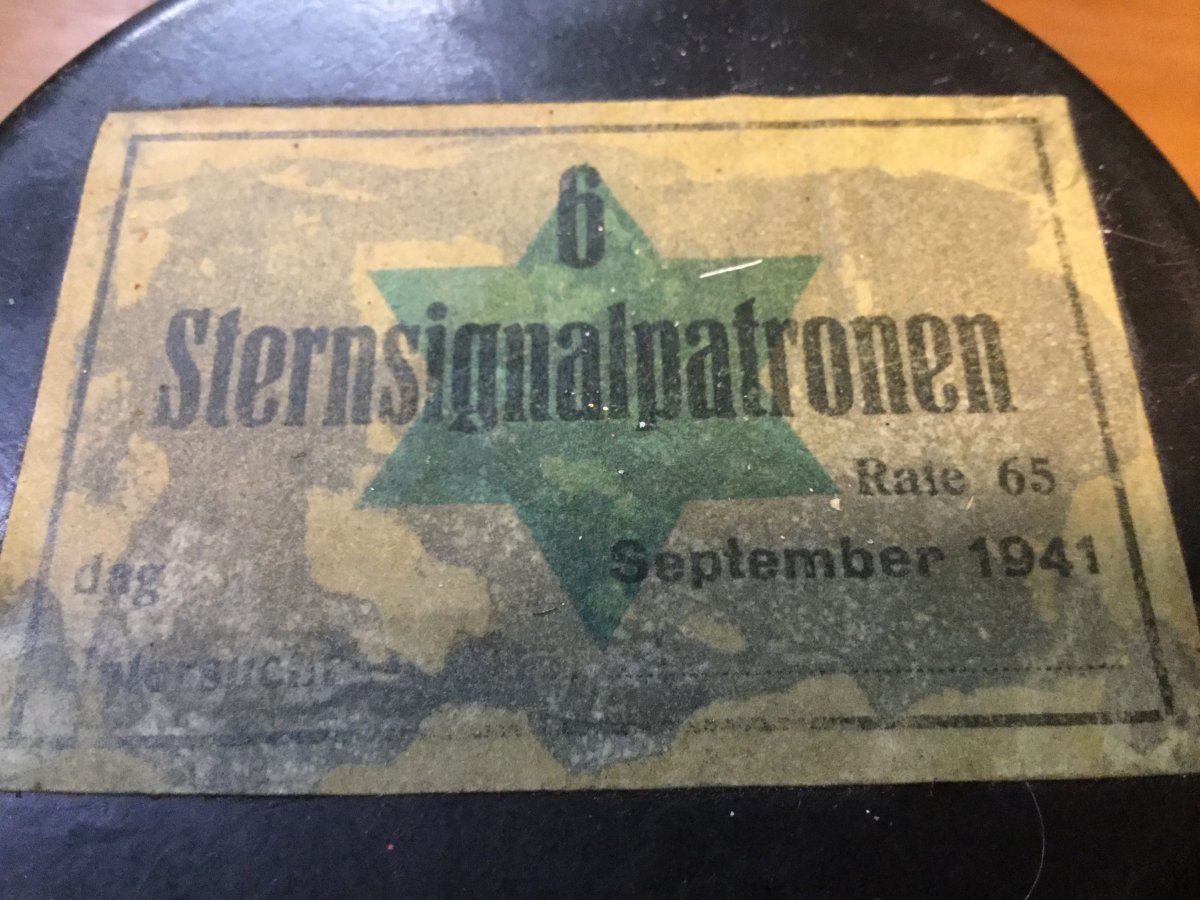 6
Sternsignalpatronen
Rate 65
dag September 1941